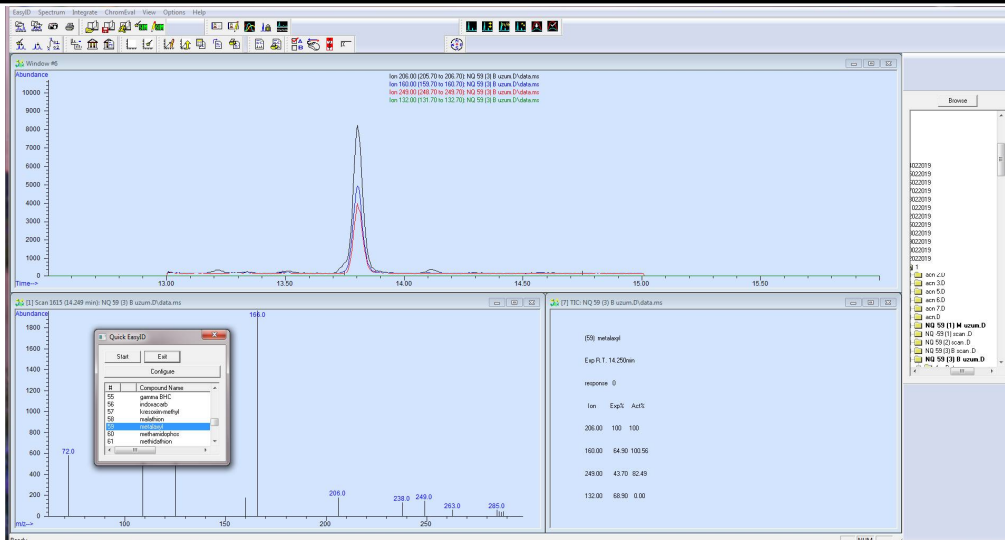 EasyID Spectrum Integrate ChromEval View Options Help
Window #6
Abundance
Ion 206.00 (205.70 to 206.70): NQ 59 (3) B uzum.D\data.ms
Ion 160.00 (159.70 to 160.70): NQ 59 (3) B uzum.D\data.ms
Ion 249.00 (248.70 to 249.70): NQ 59 (3) B uzum.D\data.ms
Ion 132.00 (131.70 to 132.70): NQ 59 (3) B uzum.D\data.ms
10000
9000
8000
7000
6000
5000
4000
3000
2000
1000
0
Time-->
13.00 13.50 14.00 14.50 15.00 15.50
[1] Scan 1615 (14.249 min): NQ 59 (3) B uzum.D\data.ms
Abundance
1800
1600
1400
1200
1000
800
600
400
200
0
m/z-->
100 150 200 250
72.0
166.0
206.0
238.0
249.0
263.0
285.0
Quick EasyID
Start Exit
Configure
# Compound Name
55 gamma BHC
56 indoxacarb
57 kresoxim-methyl
58 malathion
59 metalaxyl
60 methamidophos
61 methidathion
[7] TIC: NQ 59 (3) B uzum.D\data.ms
(59) metalaxyl
Exp R.T. 14.250min
response 0
Ion Exp% Act%
206.00 100 100
160.00 64.90 100.56
249.00 43.70 82.49
132.00 68.90 0.00
Browse
1
acn 2.D
acn 3.D
acn 5.D
acn 6.D
acn 7.D
acn.D
NQ 59 (1) M uzum.D
NQ 59 (1) scan .D
NQ 59 (2) scan .D
NQ 59 (3) B scan .D
NQ 59 (3) B uzum.D
Ready
NUM